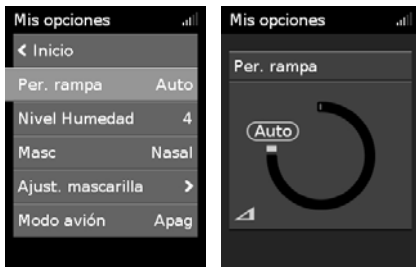 Mis opciones
< Inicio
Per. rampa Auto
Nivel Humedad 4
Masc Nasal
Ajust. mascarilla >
Modo avión Apag
Mis opciones
Per. rampa
Auto